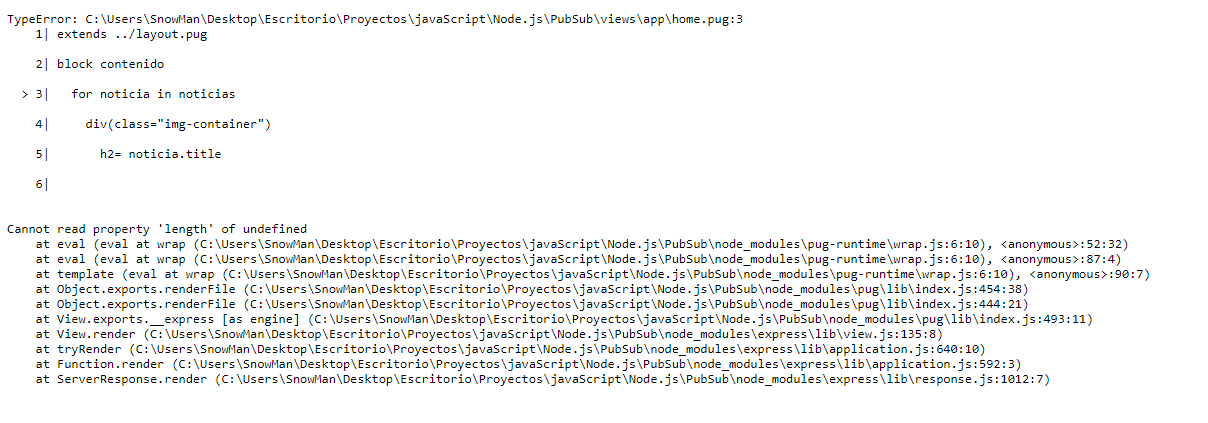 TypeError: C:\Users\SnowMan\Desktop\Escritorio\Proyectos\javaScript\Node.js\PubSub\views\app\home.pug:3
    1| extends ../layout.pug
    2| block contenido
  > 3|   for noticia in noticias
    4|     div(class="img-container")
    5|       h2= noticia.title
    6|
Cannot read property 'length' of undefined
    at eval (eval at wrap (C:\Users\SnowMan\Desktop\Escritorio\Proyectos\javaScript\Node.js\PubSub\node_modules\pug-runtime\wrap.js:6:10), <anonymous>:52:32)
    at eval (eval at wrap (C:\Users\SnowMan\Desktop\Escritorio\Proyectos\javaScript\Node.js\PubSub\node_modules\pug-runtime\wrap.js:6:10), <anonymous>:87:4)
    at template (eval at wrap (C:\Users\SnowMan\Desktop\Escritorio\Proyectos\javaScript\Node.js\PubSub\node_modules\pug-runtime\wrap.js:6:10), <anonymous>:90:7)
    at Object.exports.renderFile (C:\Users\SnowMan\Desktop\Escritorio\Proyectos\javaScript\Node.js\PubSub\node_modules\pug\lib\index.js:454:38)
    at Object.exports.renderFile (C:\Users\SnowMan\Desktop\Escritorio\Proyectos\javaScript\Node.js\PubSub\node_modules\pug\lib\index.js:444:21)
    at View.exports.__express [as engine] (C:\Users\SnowMan\Desktop\Escritorio\Proyectos\javaScript\Node.js\PubSub\node_modules\pug\lib\index.js:493:11)
    at View.render (C:\Users\SnowMan\Desktop\Escritorio\Proyectos\javaScript\Node.js\PubSub\node_modules\express\lib\view.js:135:8)
    at tryRender (C:\Users\SnowMan\Desktop\Escritorio\Proyectos\javaScript\Node.js\PubSub\node_modules\express\lib\application.js:640:10)
    at Function.render (C:\Users\SnowMan\Desktop\Escritorio\Proyectos\javaScript\Node.js\PubSub\node_modules\express\lib\application.js:592:3)
    at ServerResponse.render (C:\Users\SnowMan\Desktop\Escritorio\Proyectos\javaScript\Node.js\PubSub\node_modules\express\lib\response.js:1012:7)